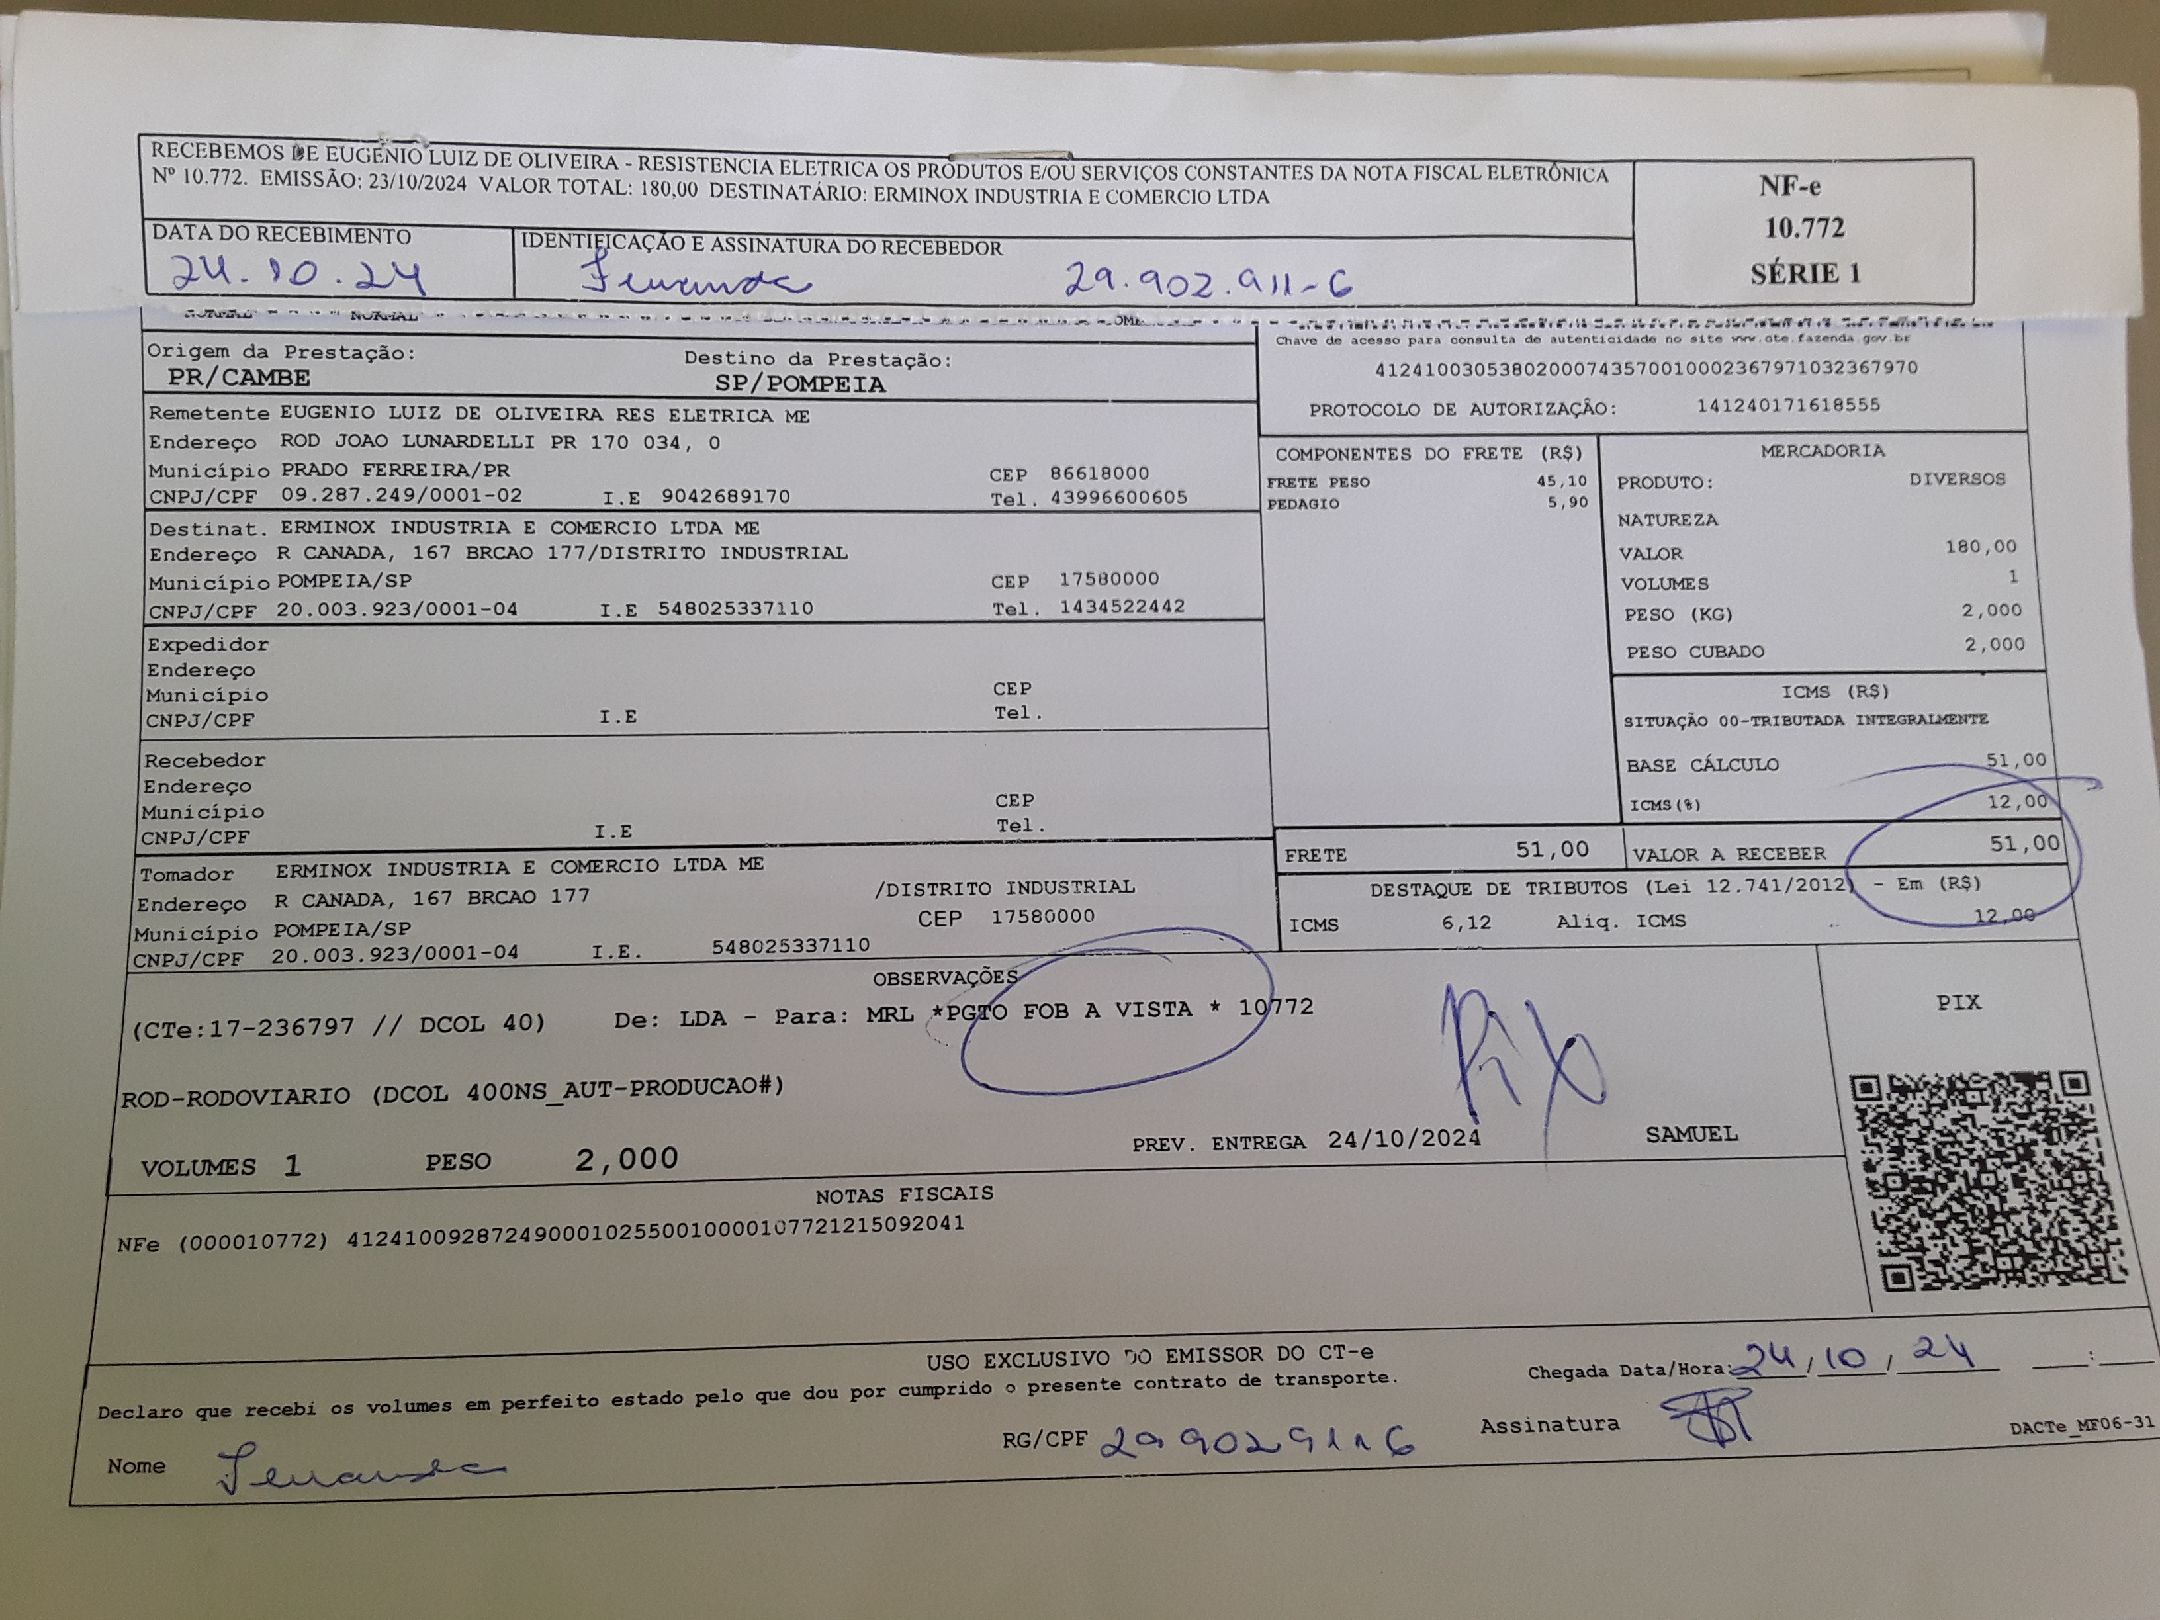 RECEBEMOS DE EUGENIO LUIZ DE OLIVEIRA - RESISTENCIA ELETRICA OS PRODUTOS E/OU SERVIÇOS CONSTANTES DA NOTA FISCAL ELETRÔNICA
Nº 10.772. EMISSÃO: 23/10/2024 VALOR TOTAL: 180,00 DESTINATÁRIO: ERMINOX INDUSTRIA E COMERCIO LTDA
NF-e
10.772
SÉRIE 1
DATA DO RECEBIMENTO
24.10.24
IDENTIFICAÇÃO E ASSINATURA DO RECEBEDOR
Fernanda 29.902.911-6
NORMAL
Origem da Prestação: Destino da Prestação:
PR/CAMBE SP/POMPEIA
Chave de acesso para consulta de autenticidade no site www.cte.fazenda.gov.br
41241003053802000743570010002367971032367970
PROTOCOLO DE AUTORIZAÇÃO: 141240171618555
Remetente EUGENIO LUIZ DE OLIVEIRA RES ELETRICA ME
Endereço ROD JOAO LUNARDELLI PR 170 034, 0
Município PRADO FERREIRA/PR CEP 86618000
CNPJ/CPF 09.287.249/0001-02 I.E 9042689170 Tel. 43996600605
Destinat. ERMINOX INDUSTRIA E COMERCIO LTDA ME
Endereço R CANADA, 167 BRCAO 177/DISTRITO INDUSTRIAL
Município POMPEIA/SP CEP 17580000
CNPJ/CPF 20.003.923/0001-04 I.E 548025337110 Tel. 1434522442
Expedidor
Endereço
Município CEP
CNPJ/CPF I.E Tel.
Recebedor
Endereço
Município CEP
CNPJ/CPF I.E Tel.
Tomador ERMINOX INDUSTRIA E COMERCIO LTDA ME
Endereço R CANADA, 167 BRCAO 177 /DISTRITO INDUSTRIAL
Município POMPEIA/SP CEP 17580000
CNPJ/CPF 20.003.923/0001-04 I.E. 548025337110
COMPONENTES DO FRETE (R$)
FRETE PESO 45,10
PEDAGIO 5,90
MERCADORIA
PRODUTO: DIVERSOS
NATUREZA
VALOR 180,00
VOLUMES 1
PESO (KG) 2,000
PESO CUBADO 2,000
ICMS (R$)
SITUAÇÃO 00-TRIBUTADA INTEGRALMENTE
BASE CÁLCULO 51,00
ICMS(%) 12,00
FRETE 51,00 VALOR A RECEBER 51,00
DESTAQUE DE TRIBUTOS (Lei 12.741/2012) - Em (R$)
ICMS 6,12 Aliq. ICMS 12,00
OBSERVAÇÕES
(CTe:17-236797 // DCOL 40) De: LDA - Para: MRL *PGTO FOB A VISTA * 10772
Pix
ROD-RODOVIARIO (DCOL 400NS_AUT-PRODUCAO#)
VOLUMES 1 PESO 2,000 PREV. ENTREGA 24/10/2024 SAMUEL
PIX
NOTAS FISCAIS
NFe (000010772) 41241009287249000102550010000107721215092041
USO EXCLUSIVO DO EMISSOR DO CT-e
Declaro que recebi os volumes em perfeito estado pelo que dou por cumprido o presente contrato de transporte.
Chegada Data/Hora: 24/10/24 __:__
Nome Fernanda RG/CPF 299029116 Assinatura
DACTe_MF06-31